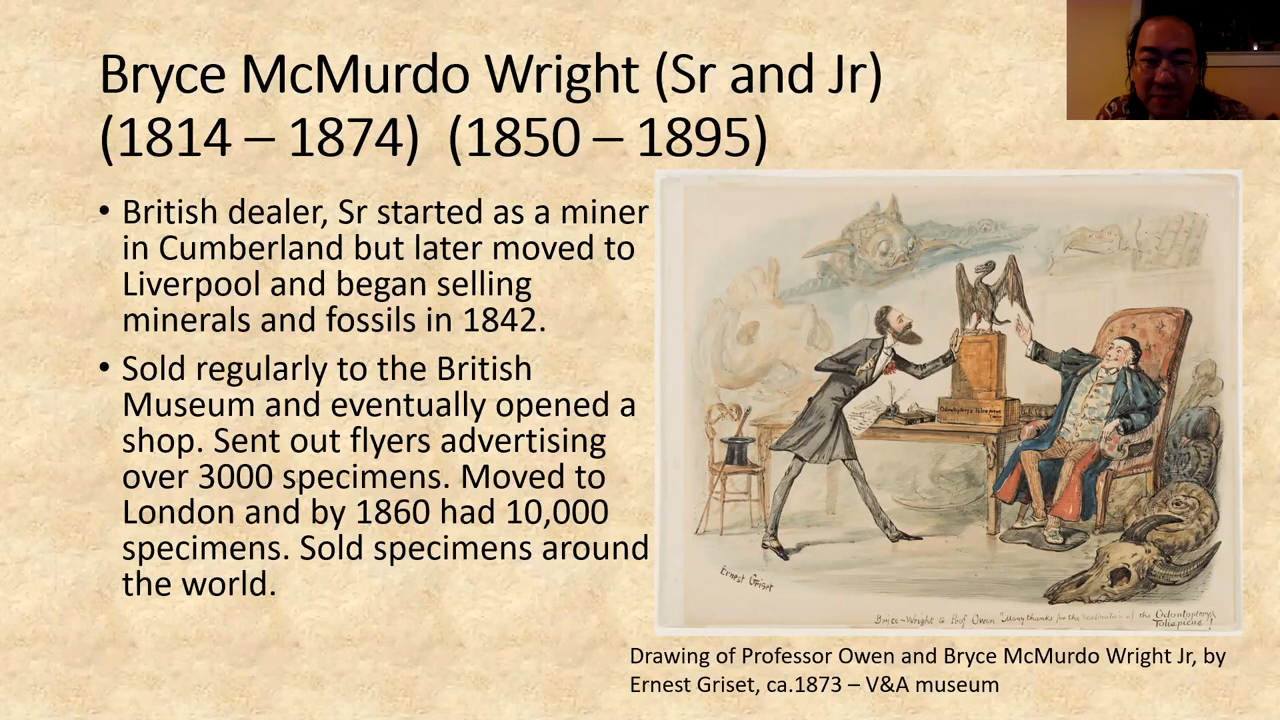 Bryce McMurdo Wright (Sr and Jr)
(1814 – 1874) (1850 – 1895)
• British dealer, Sr started as a miner
in Cumberland but later moved to
Liverpool and began selling
minerals and fossils in 1842.
• Sold regularly to the British
Museum and eventually opened a
shop. Sent out flyers advertising
over 3000 specimens. Moved to
London and by 1860 had 10,000
specimens. Sold specimens around
the world.
Ernest Griset
Brice-Wright to Prof Owen "Many thanks for the restoration of the Odontopteryx
Toliapicus"!
Drawing of Professor Owen and Bryce McMurdo Wright Jr, by
Ernest Griset, ca.1873 – V&A museum